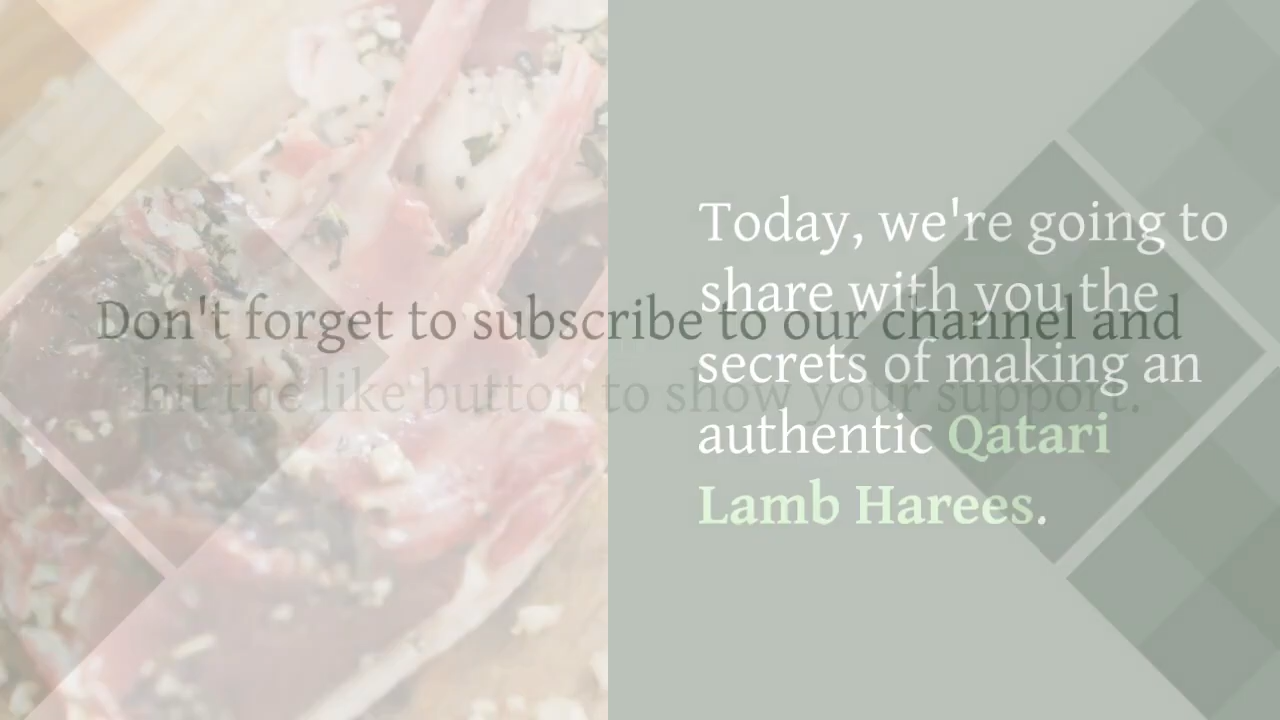 Today, we're going to
share with you the
secrets of making an
authentic Qatari
Lamb Harees.
Don't forget to subscribe to our channel and
hit the like button to show your support.